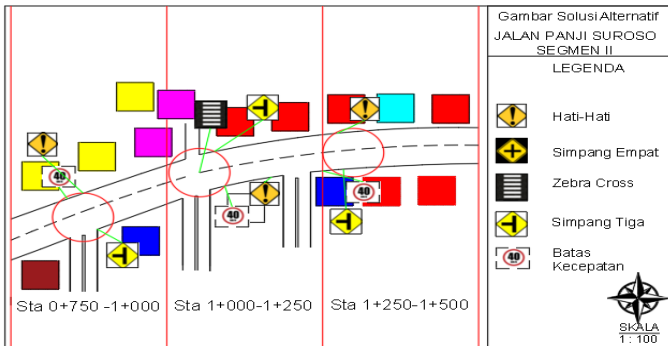 Gambar Solusi Alternatif
JALAN PANJI SUROSO
SEGMEN II
LEGENDA
Hati-Hati
Simpang Empat
Zebra Cross
Simpang Tiga
40
Batas
Kecepatan
SKALA
1 : 100
40
40
40
Sta 0+750 -1+000
Sta 1+000-1+250
Sta 1+250-1+500